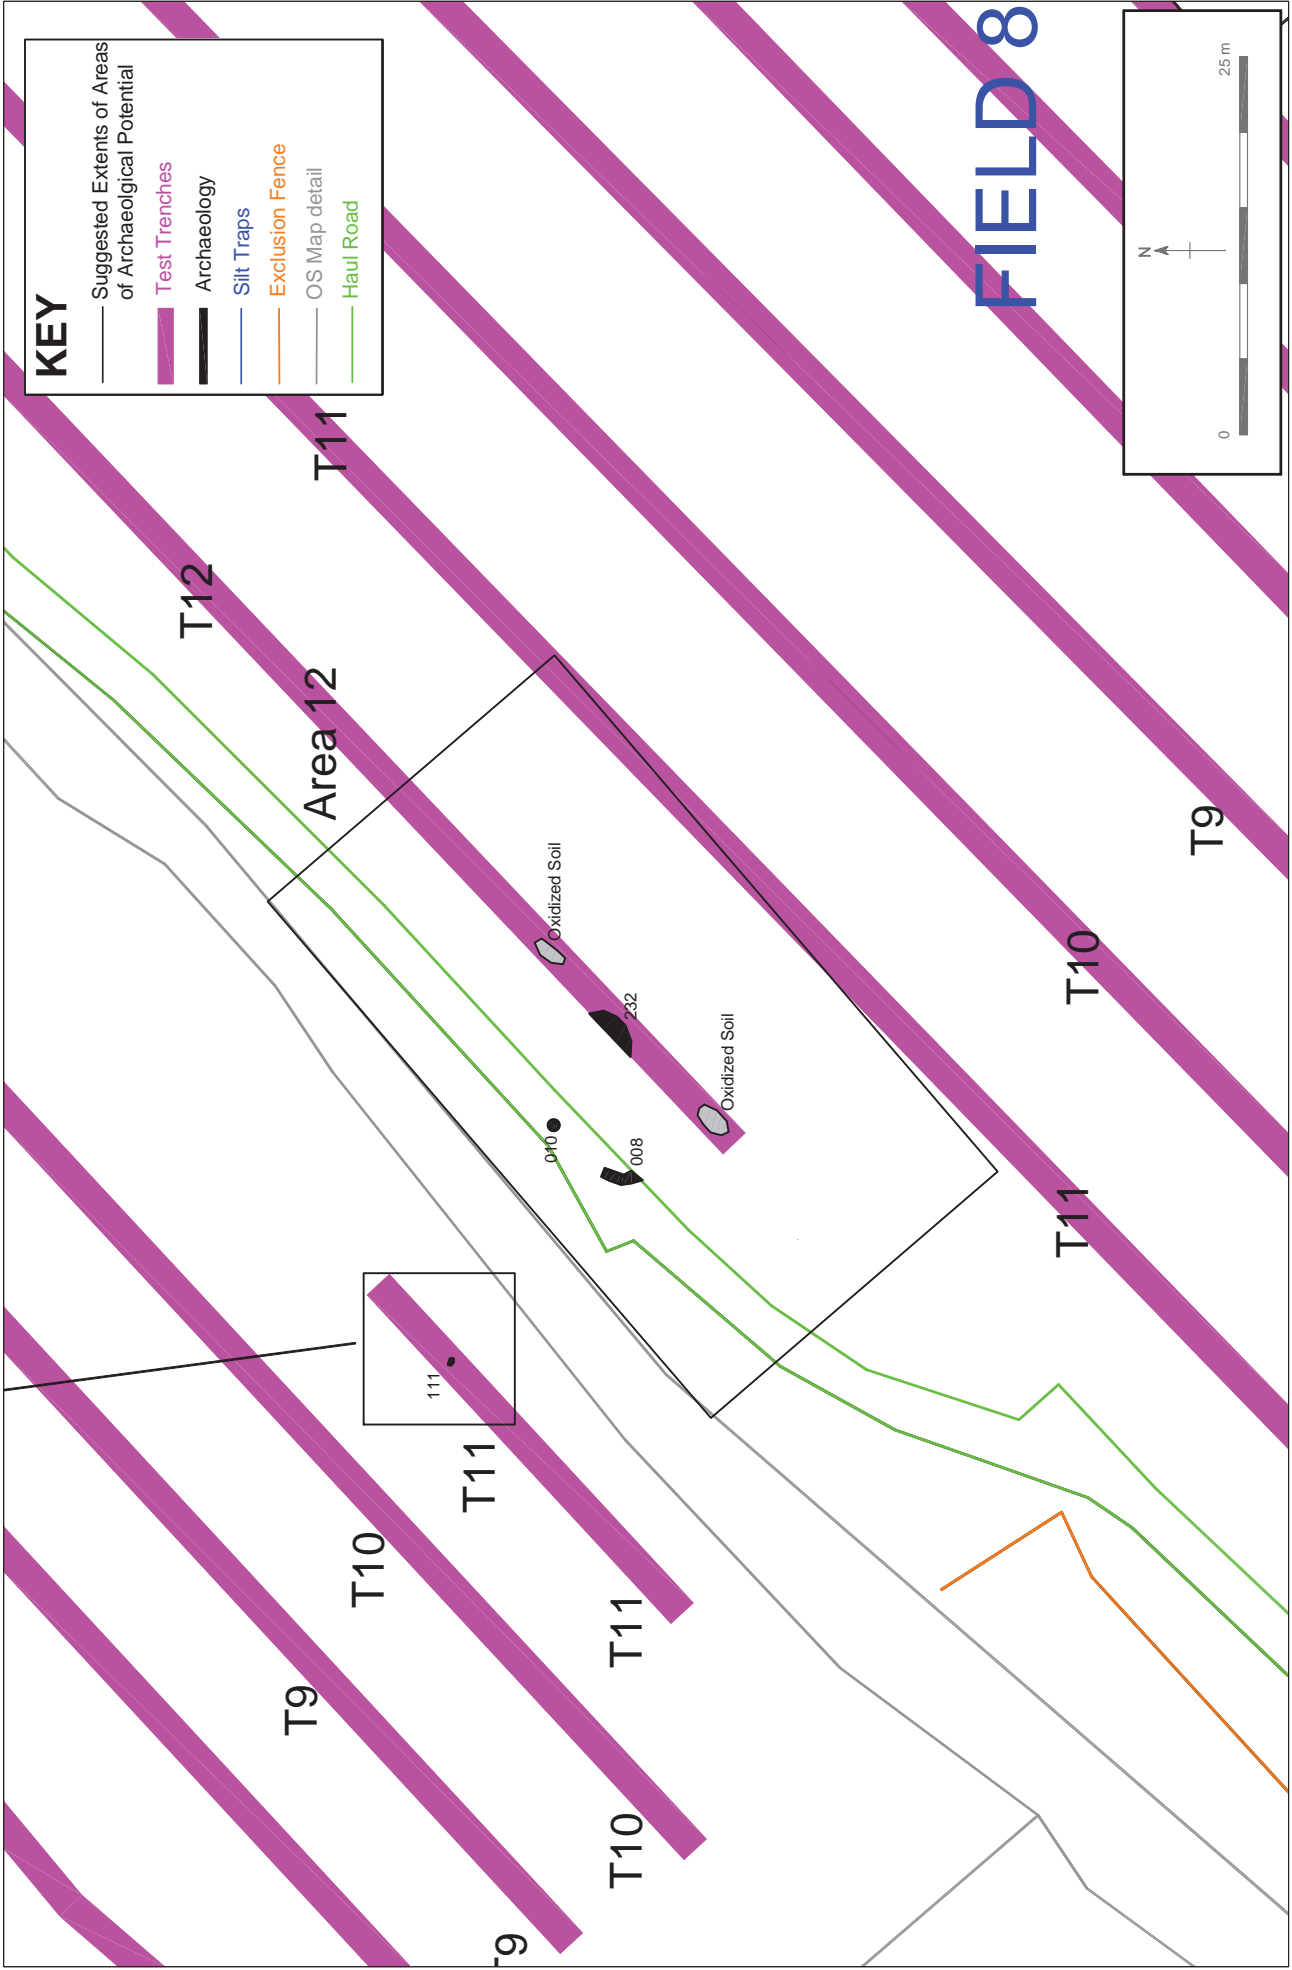 KEY
Suggested Extents of Areas
of Archaeolgical Potential
Test Trenches
Archaeology
Silt Traps
Exclusion Fence
OS Map detail
Haul Road
FIELD 8
N
0
25 m
T12
T11
Area 12
Oxidized Soil
232
Oxidized Soil
010
008
111
T11
T10
T9
T11
T10
T9
T11
T10
T9